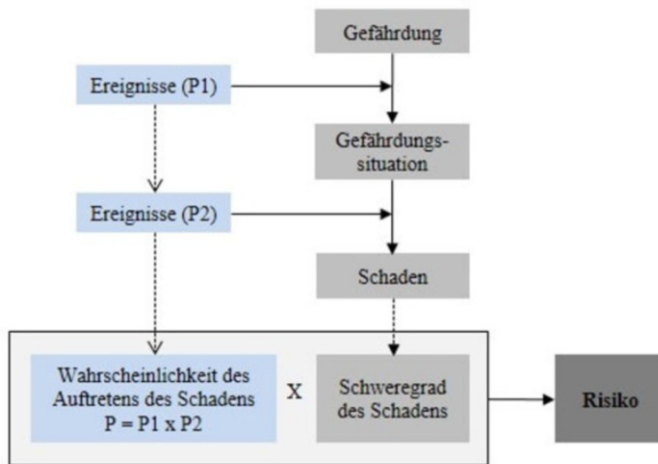 Gefährdung
Ereignisse (P1)
Gefährdungs-
situation
Ereignisse (P2)
Schaden
Wahrscheinlichkeit des
Auftretens des Schadens
P = P1 x P2
X
Schweregrad
des Schadens
Risiko